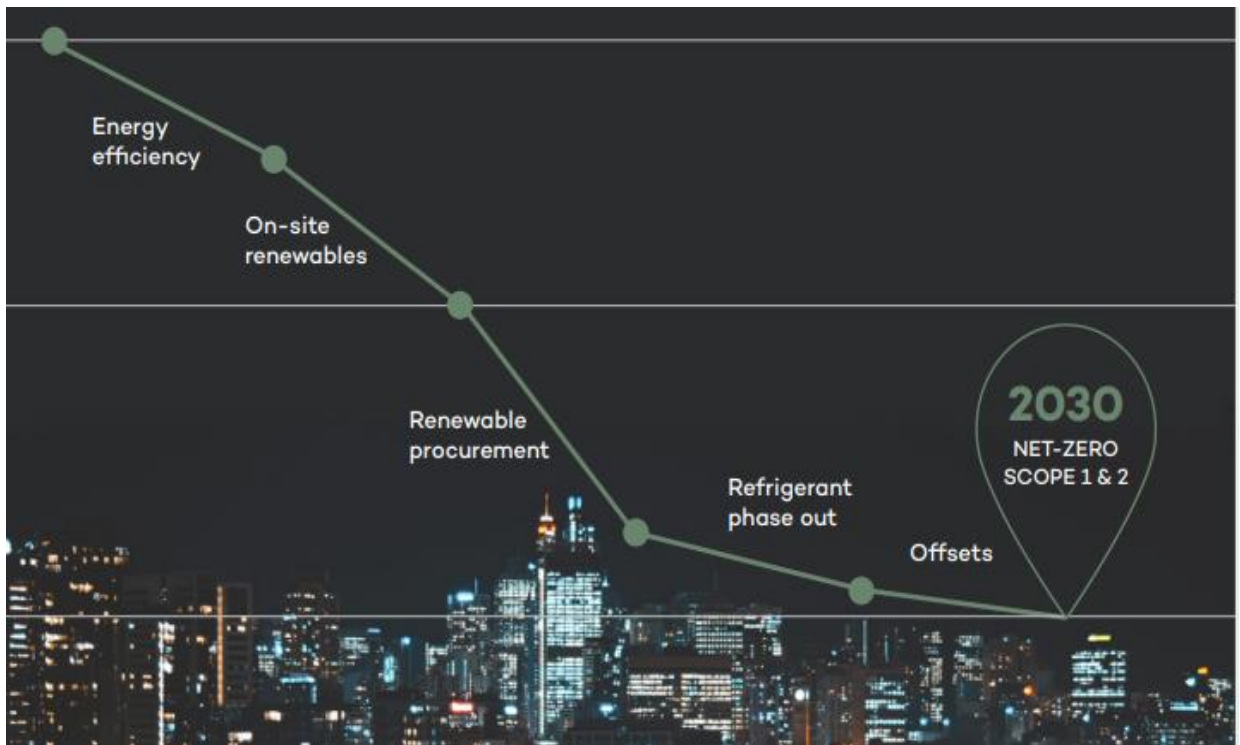 Energy
efficiency
On-site
renewables
Renewable
procurement
Refrigerant
phase out
Offsets
2030
NET-ZERO
SCOPE 1 & 2